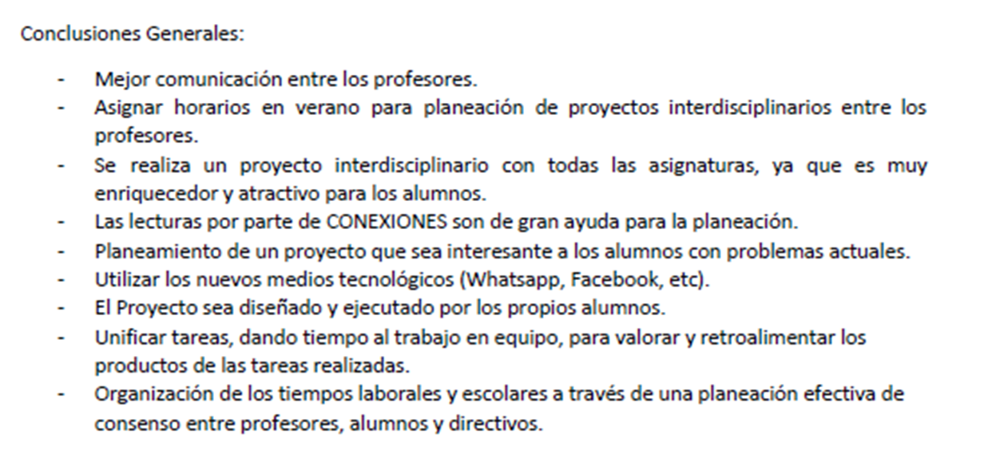 Conclusiones Generales:
- Mejor comunicación entre los profesores.
- Asignar horarios en verano para planeación de proyectos interdisciplinarios entre los
profesores.
- Se realiza un proyecto interdisciplinario con todas las asignaturas, ya que es muy
enriquecedor y atractivo para los alumnos.
- Las lecturas por parte de CONEXIONES son de gran ayuda para la planeación.
- Planeamiento de un proyecto que sea interesante a los alumnos con problemas actuales.
- Utilizar los nuevos medios tecnológicos (Whatsapp, Facebook, etc).
- El Proyecto sea diseñado y ejecutado por los propios alumnos.
- Unificar tareas, dando tiempo al trabajo en equipo, para valorar y retroalimentar los
productos de las tareas realizadas.
- Organización de los tiempos laborales y escolares a través de una planeación efectiva de
consenso entre profesores, alumnos y directivos.